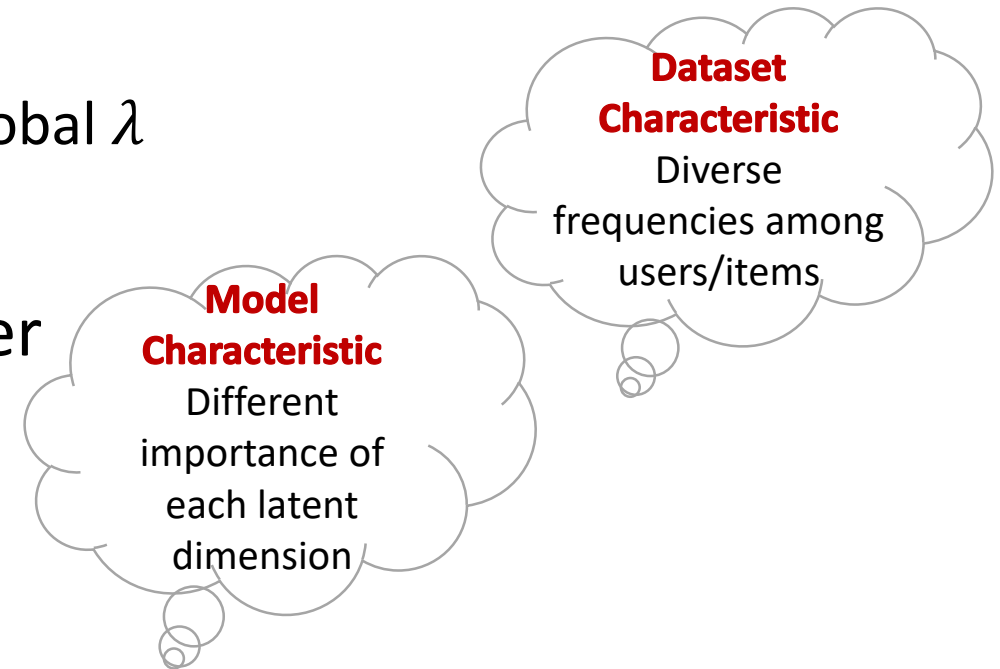 obal λ
er
Dataset
Characteristic
Diverse
frequencies among
users/items
Model
Characteristic
Different
importance of
each latent
dimension